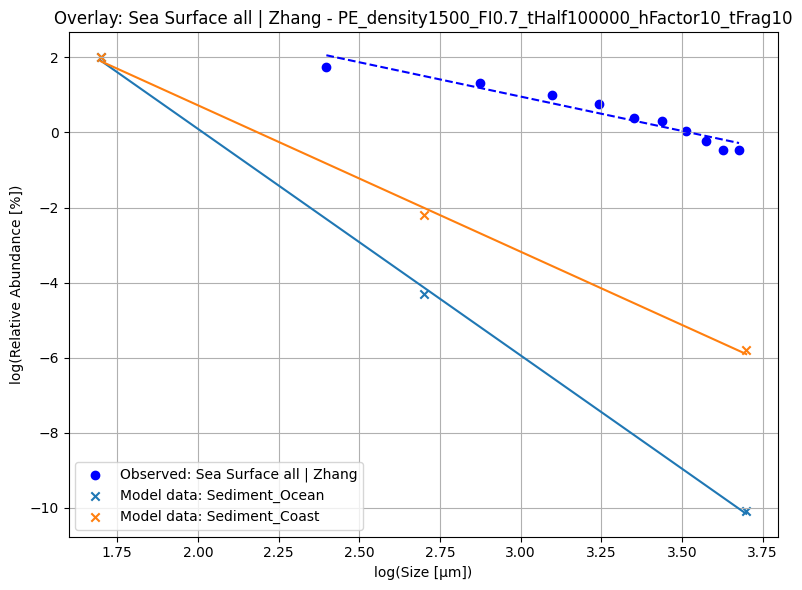 Overlay: Sea Surface all | Zhang - PE_density1500_FI0.7_tHalf100000_hFactor10_tFrag10
log(Relative Abundance [%])
2
0
−2
−4
−6
−8
−10
Observed: Sea Surface all | Zhang
Model data: Sediment_Ocean
Model data: Sediment_Coast
1.75
2.00
2.25
2.50
2.75
3.00
3.25
3.50
3.75
log(Size [μm])